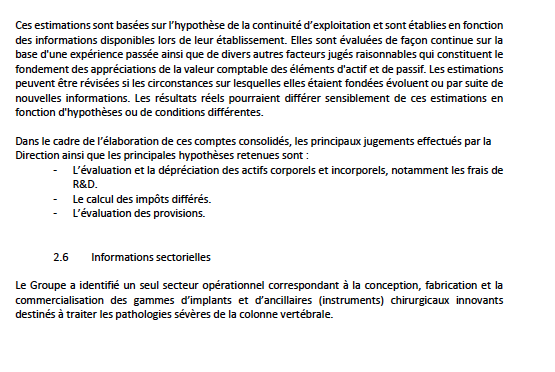 Ces estimations sont basées sur l'hypothèse de la continuité d'exploitation et sont établies en fonction
des informations disponibles lors de leur établissement. Elles sont évaluées de façon continue sur la
base d'une expérience passée ainsi que de divers autres facteurs jugés raisonnables qui constituent le
fondement des appréciations de la valeur comptable des éléments d'actif et de passif. Les estimations
peuvent être révisées si les circonstances sur lesquelles elles étaient fondées évoluent ou par suite de
nouvelles informations. Les résultats réels pourraient différer sensiblement de ces estimations en
fonction d'hypothèses ou de conditions différentes.
Dans le cadre de l'élaboration de ces comptes consolidés, les principaux jugements effectués par la
Direction ainsi que les principales hypothèses retenues sont :
- L'évaluation et la dépréciation des actifs corporels et incorporels, notamment les frais de
R&D.
- Le calcul des impôts différés.
- L'évaluation des provisions.
2.6 Informations sectorielles
Le Groupe a identifié un seul secteur opérationnel correspondant à la conception, fabrication et la
commercialisation des gammes d'implants et d'ancillaires (instruments) chirurgicaux innovants
destinés à traiter les pathologies sévères de la colonne vertébrale.